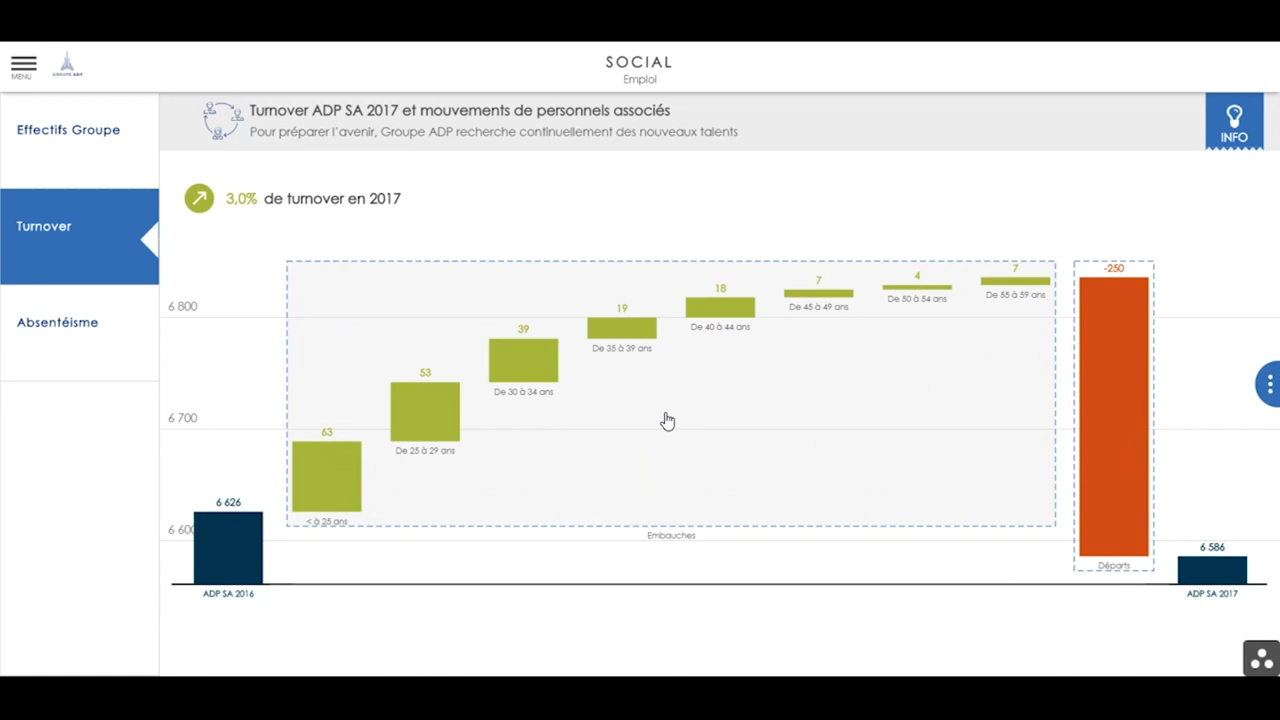 SOCIAL
Emploi
MENU
GROUPE ADP
Effectifs Groupe
Turnover
Absentéisme
Turnover ADP SA 2017 et mouvements de personnels associés
Pour préparer l'avenir, Groupe ADP recherche continuellement des nouveaux talents
INFO
3,0% de turnover en 2017
6 800
6 700
6 600
6 626
ADP SA 2016
63
< à 25 ans
53
De 25 à 29 ans
39
De 30 à 34 ans
19
De 35 à 39 ans
18
De 40 à 44 ans
7
De 45 à 49 ans
4
De 50 à 54 ans
7
De 55 à 59 ans
Embauches
-250
Départs
6 586
ADP SA 2017